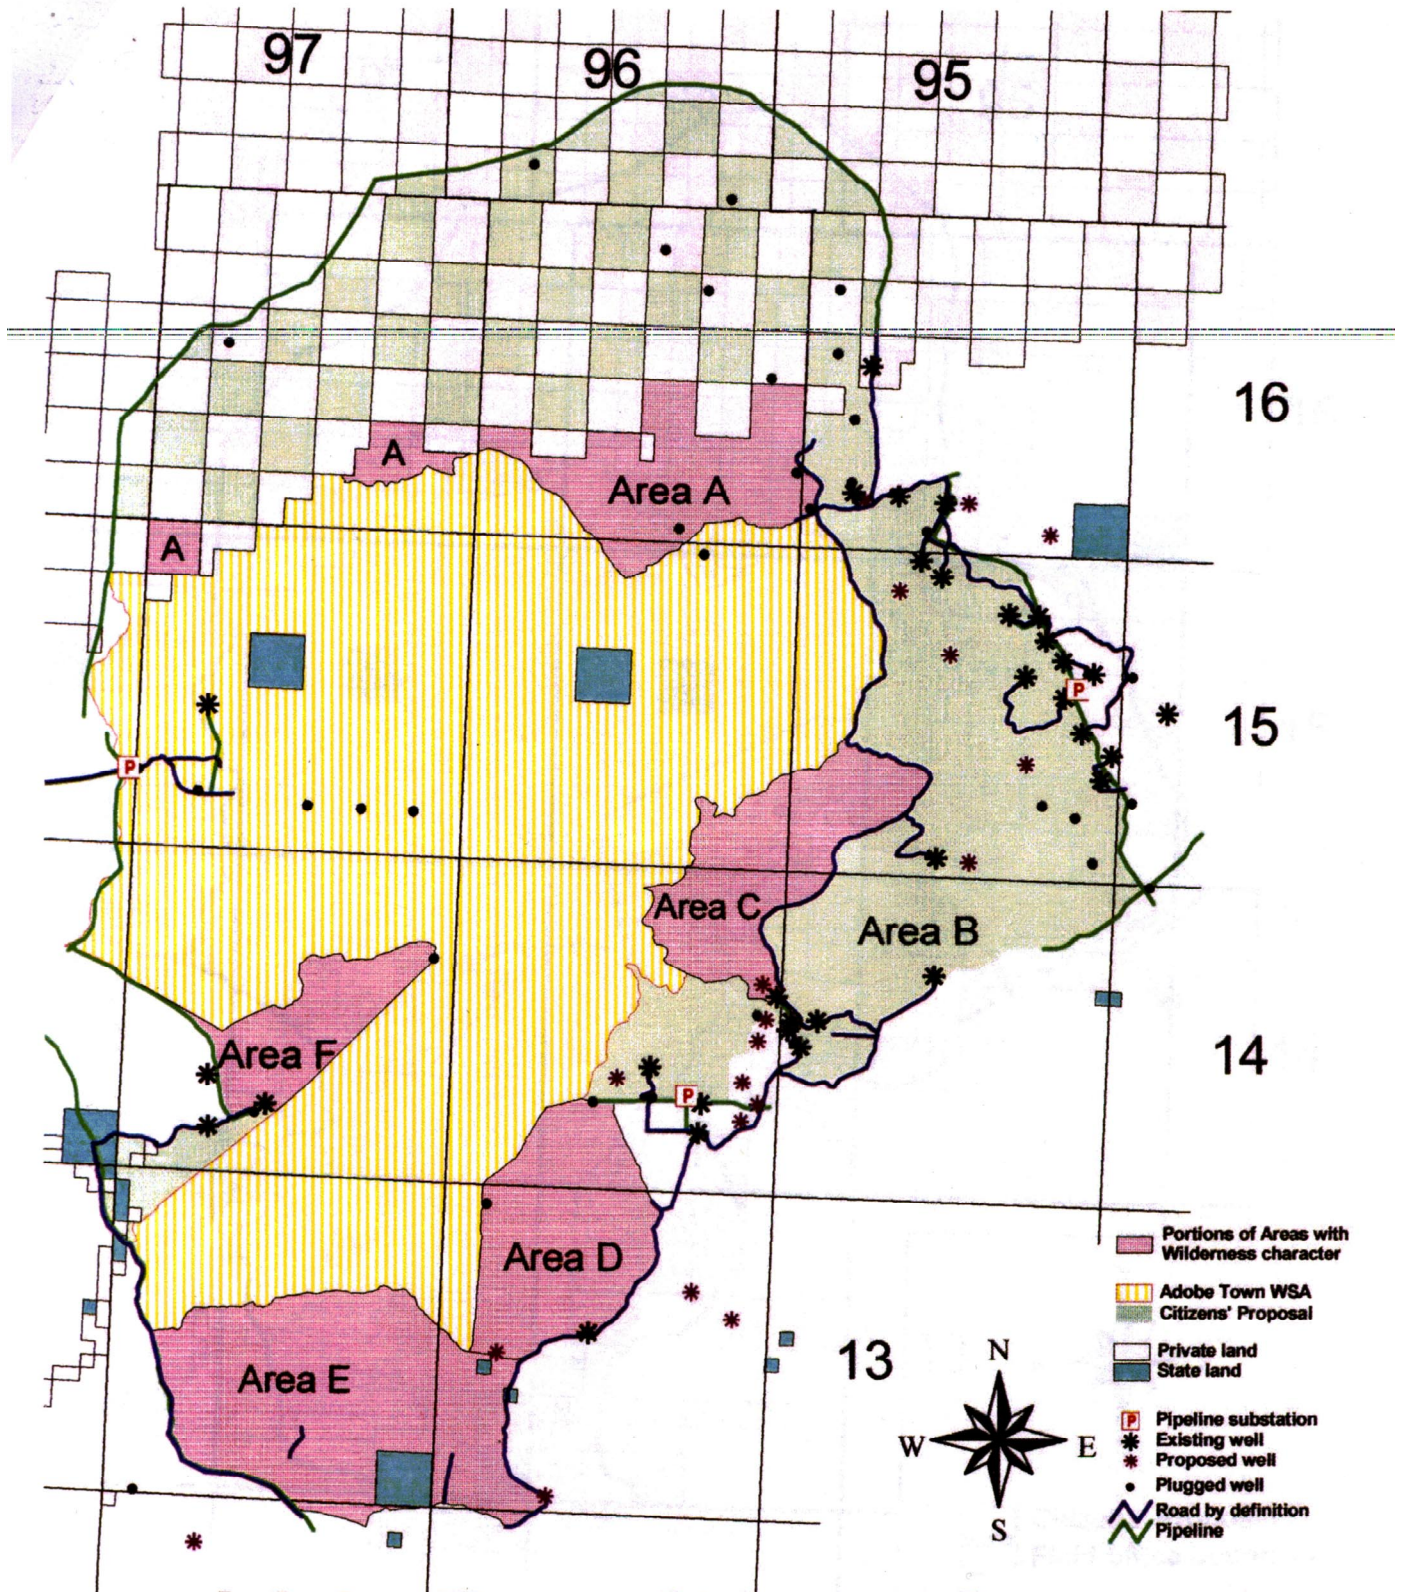 97
96
95
16
A
Area A
A
P
15
P
Area C
Area B
Area F
P
14
Area D
Area E
13
Portions of Areas with
Wilderness character
Adobe Town WSA
Citizens' Proposal
Private land
State land
P Pipeline substation
Existing well
Proposed well
Plugged well
Road by definition
Pipeline
N
W
E
S